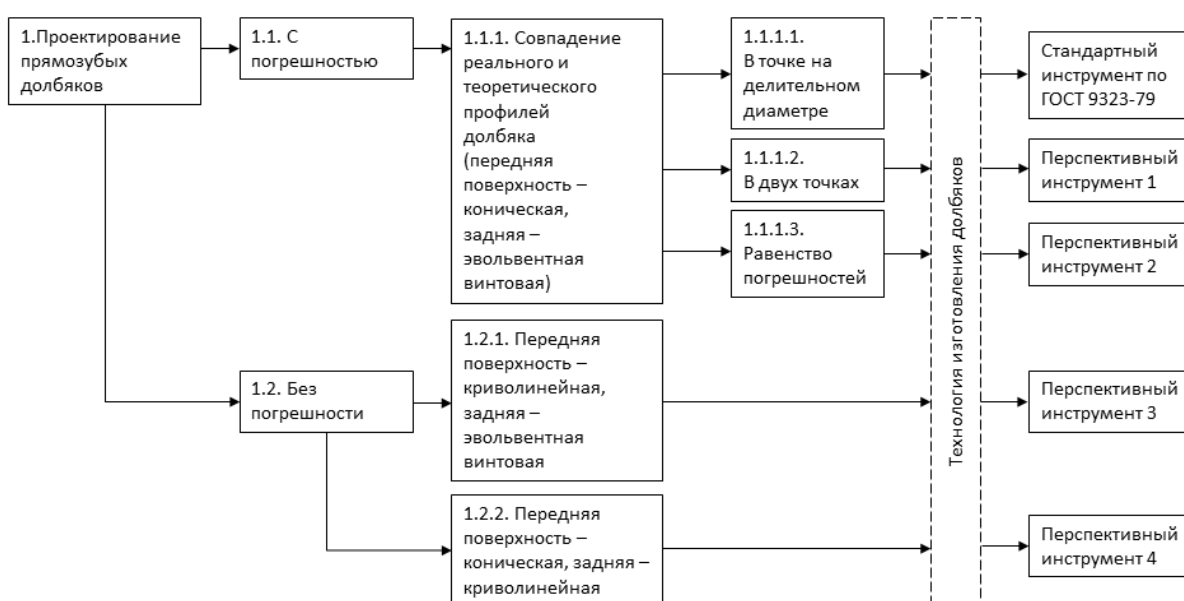 1.Проектирование
прямозубых
долбяков
1.1. С
погрешностью
1.1.1. Совпадение
реального и
теоретического
профилей
долбяка
(передняя
поверхность –
коническая,
задняя –
эвольвентная
винтовая)
1.1.1.1.
В точке на
делительном
диаметре
1.1.1.2.
В двух точках
1.1.1.3.
Равенство
погрешностей
1.2. Без
погрешности
1.2.1. Передняя
поверхность –
криволинейная,
задняя –
эвольвентная
винтовая
1.2.2. Передняя
поверхность –
коническая, задняя –
криволинейная
Технология изготовления долбяков
Стандартный
инструмент по
ГОСТ 9323-79
Перспективный
инструмент 1
Перспективный
инструмент 2
Перспективный
инструмент 3
Перспективный
инструмент 4